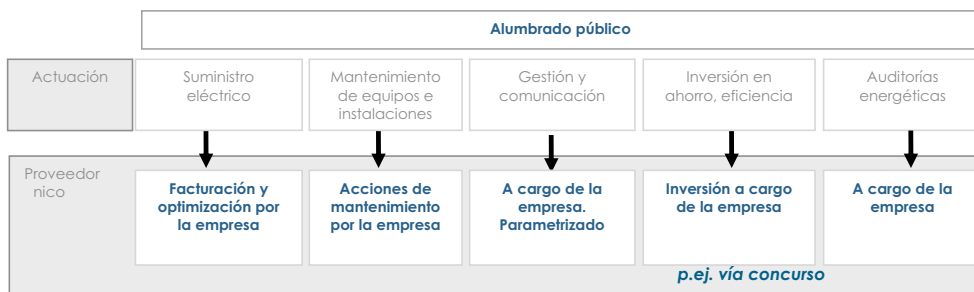 Alumbrado público
Actuación
Suministro
eléctrico
Mantenimiento
de equipos e
instalaciones
Gestión y
comunicación
Inversión en
ahorro, eficiencia
Auditorías
energéticas
Proveedor
nico
Facturación y
optimización por
la empresa
Acciones de
mantenimiento
por la empresa
A cargo de la
empresa.
Parametrizado
Inversión a cargo
de la empresa
A cargo de la
empresa
p.ej. vía concurso